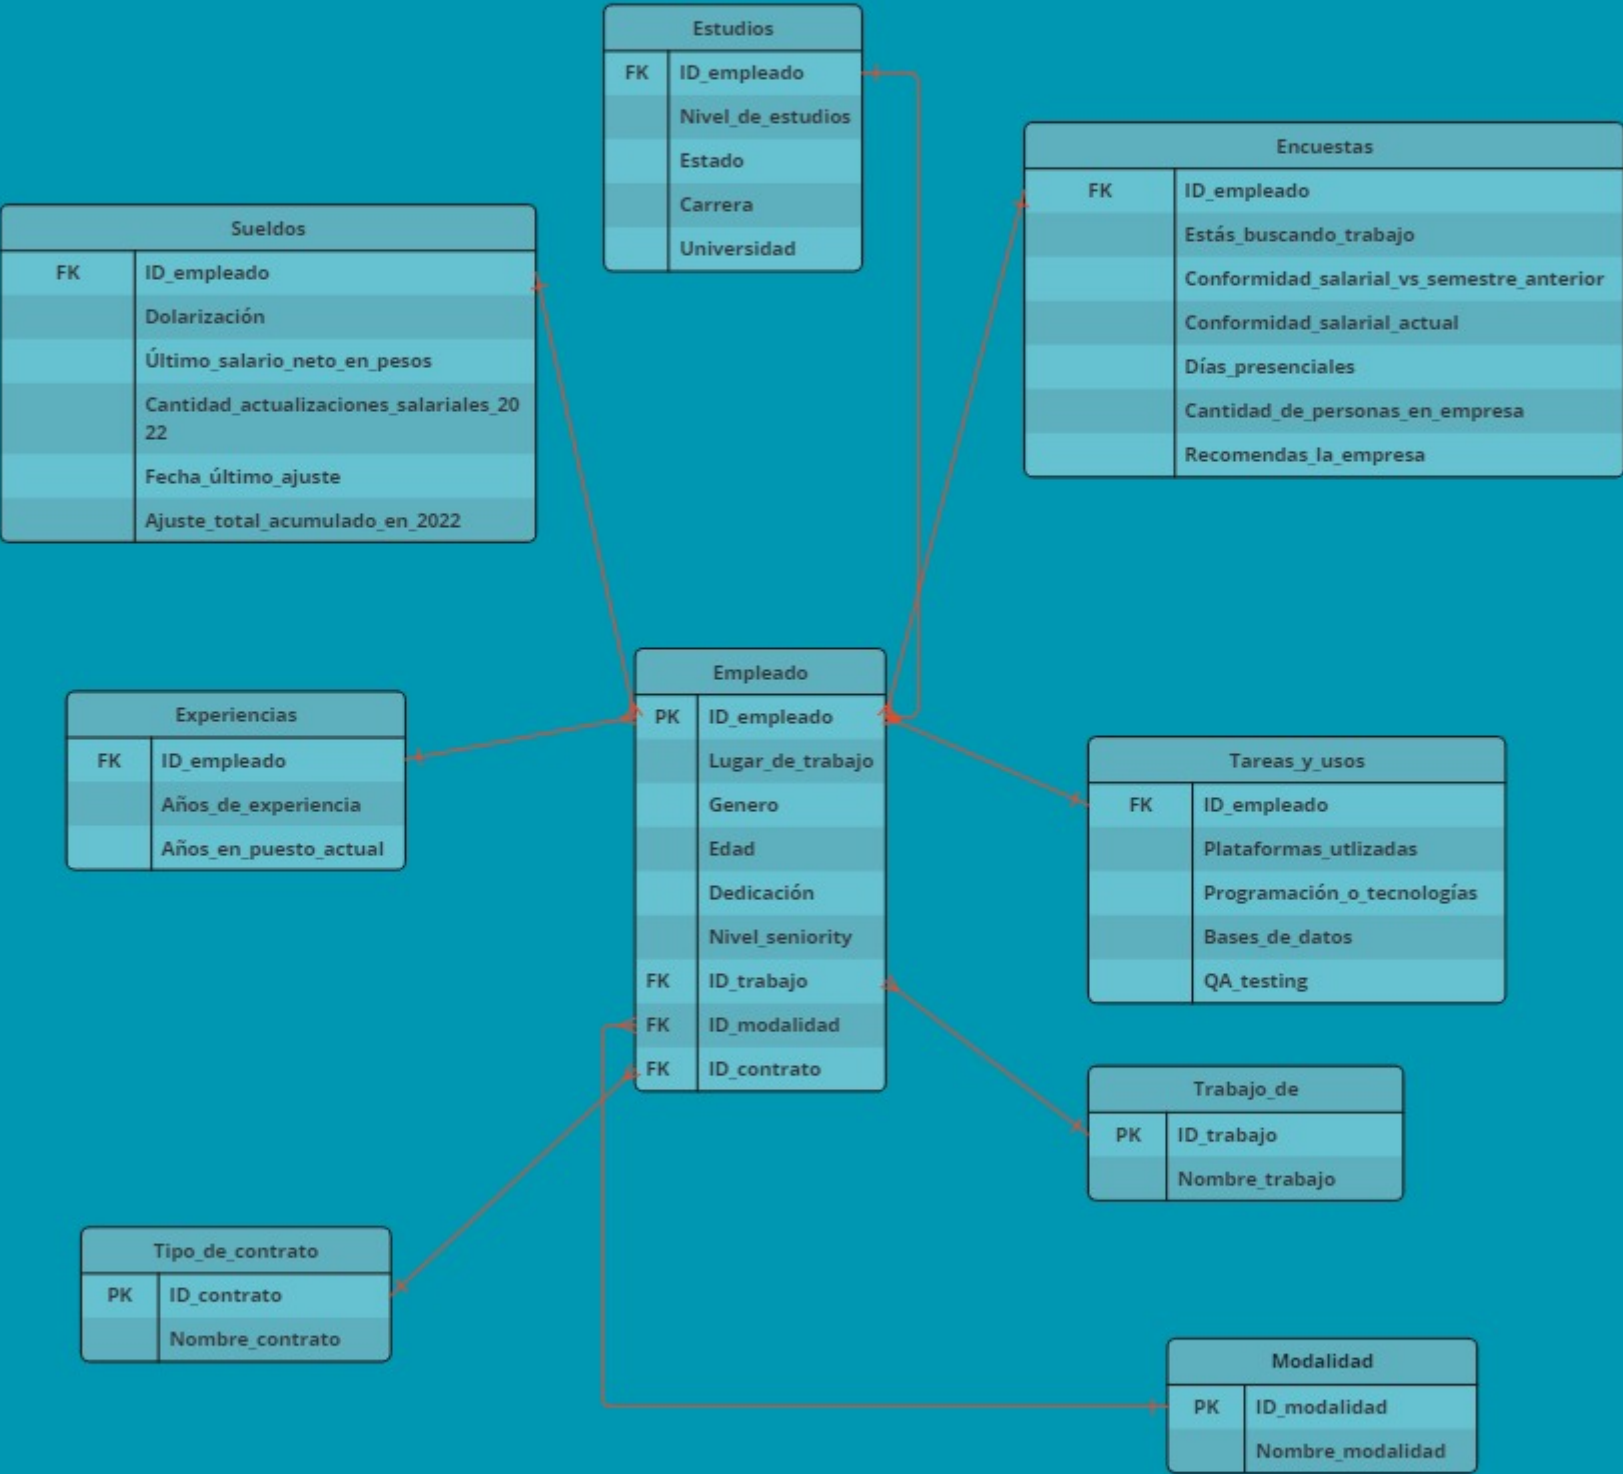 Estudios
FK ID_empleado
Nivel_de_estudios
Estado
Carrera
Universidad
Encuestas
FK ID_empleado
Estás_buscando_trabajo
Conformidad_salarial_vs_semestre_anterior
Conformidad_salarial_actual
Días_presenciales
Cantidad_de_personas_en_empresa
Recomendas_la_empresa
Sueldos
FK ID_empleado
Dolarización
Último_salario_neto_en_pesos
Cantidad_actualizaciones_salariales_20
22
Fecha_último_ajuste
Ajuste_total_acumulado_en_2022
Empleado
PK ID_empleado
Lugar_de_trabajo
Genero
Edad
Dedicación
Nivel_seniority
FK ID_trabajo
FK ID_modalidad
FK ID_contrato
Experiencias
FK ID_empleado
Años_de_experiencia
Años_en_puesto_actual
Tareas_y_usos
FK ID_empleado
Plataformas_utlizadas
Programación_o_tecnologías
Bases_de_datos
QA_testing
Trabajo_de
PK ID_trabajo
Nombre_trabajo
Tipo_de_contrato
PK ID_contrato
Nombre_contrato
Modalidad
PK ID_modalidad
Nombre_modalidad